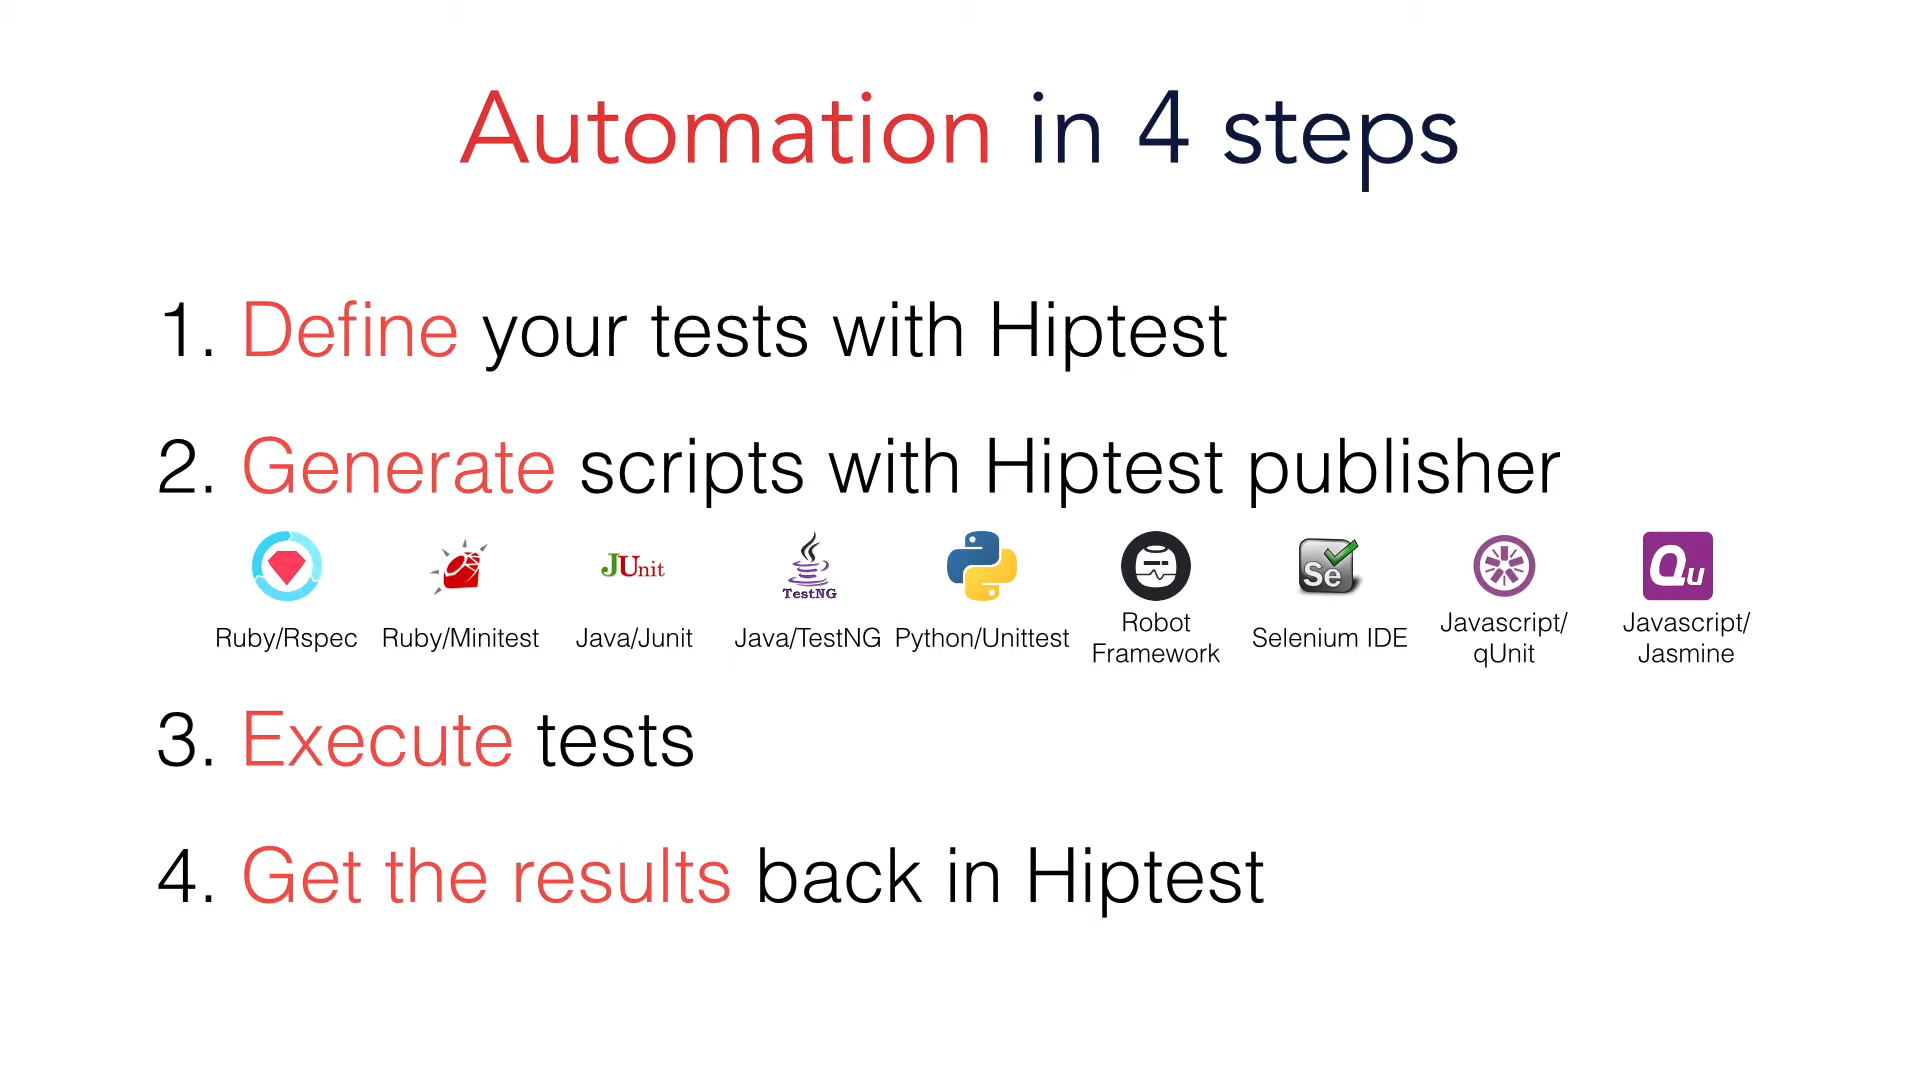 Automation in 4 steps
1. Define your tests with Hiptest
2. Generate scripts with Hiptest publisher
JUnit
TestNG
Se
Qu
Ruby/Rspec Ruby/Minitest Java/Junit Java/TestNG Python/Unittest Robot Framework Selenium IDE Javascript/ qUnit Javascript/ Jasmine
3. Execute tests
4. Get the results back in Hiptest